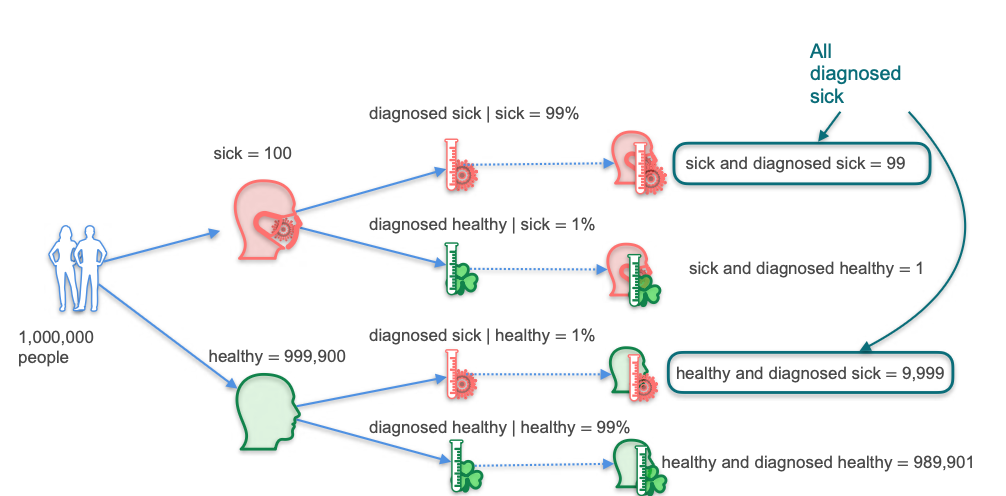 All
diagnosed
sick
diagnosed sick | sick = 99%
sick = 100
sick and diagnosed sick = 99
diagnosed healthy | sick = 1%
sick and diagnosed healthy = 1
1,000,000
people
diagnosed sick | healthy = 1%
healthy = 999,900
healthy and diagnosed sick = 9,999
diagnosed healthy | healthy = 99%
healthy and diagnosed healthy = 989,901